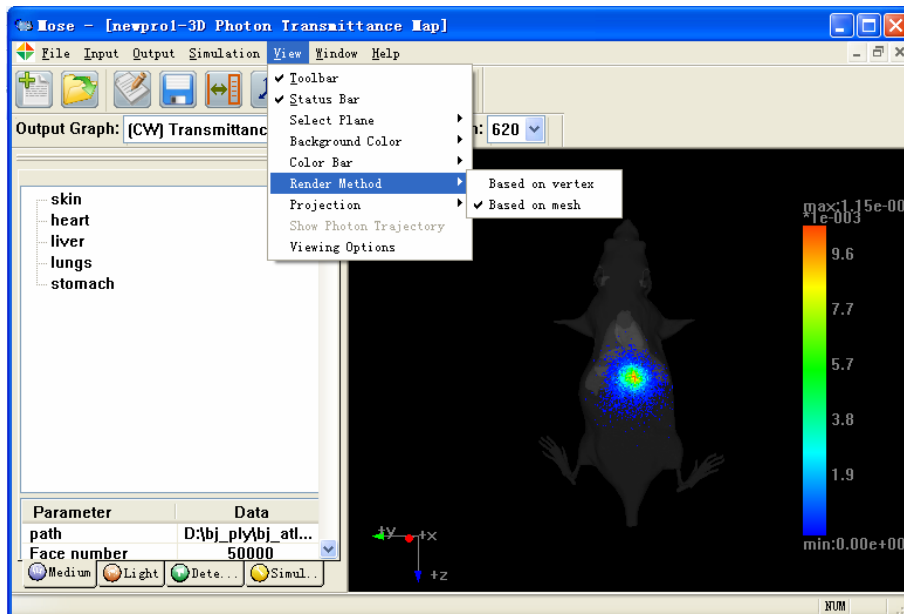 Mose - [newpro1-3D Photon Transmittance Map]
File Input Output Simulation View Window Help
Toolbar
Status Bar
Select Plane
Background Color
Color Bar
Render Method
Projection
Show Photon Trajectory
Viewing Options
Based on vertex
Based on mesh
Output Graph: (CW) Transmittanc
620
skin
heart
liver
lungs
stomach
max:1.15e-00
*1e-003
9.6
7.7
5.7
3.8
1.9
min:0.00e+00
+y +x
+z
Parameter Data
path D:\bj_ply\bj_atl...
Face number 50000
Medium Light Dete... Simul..
NUM